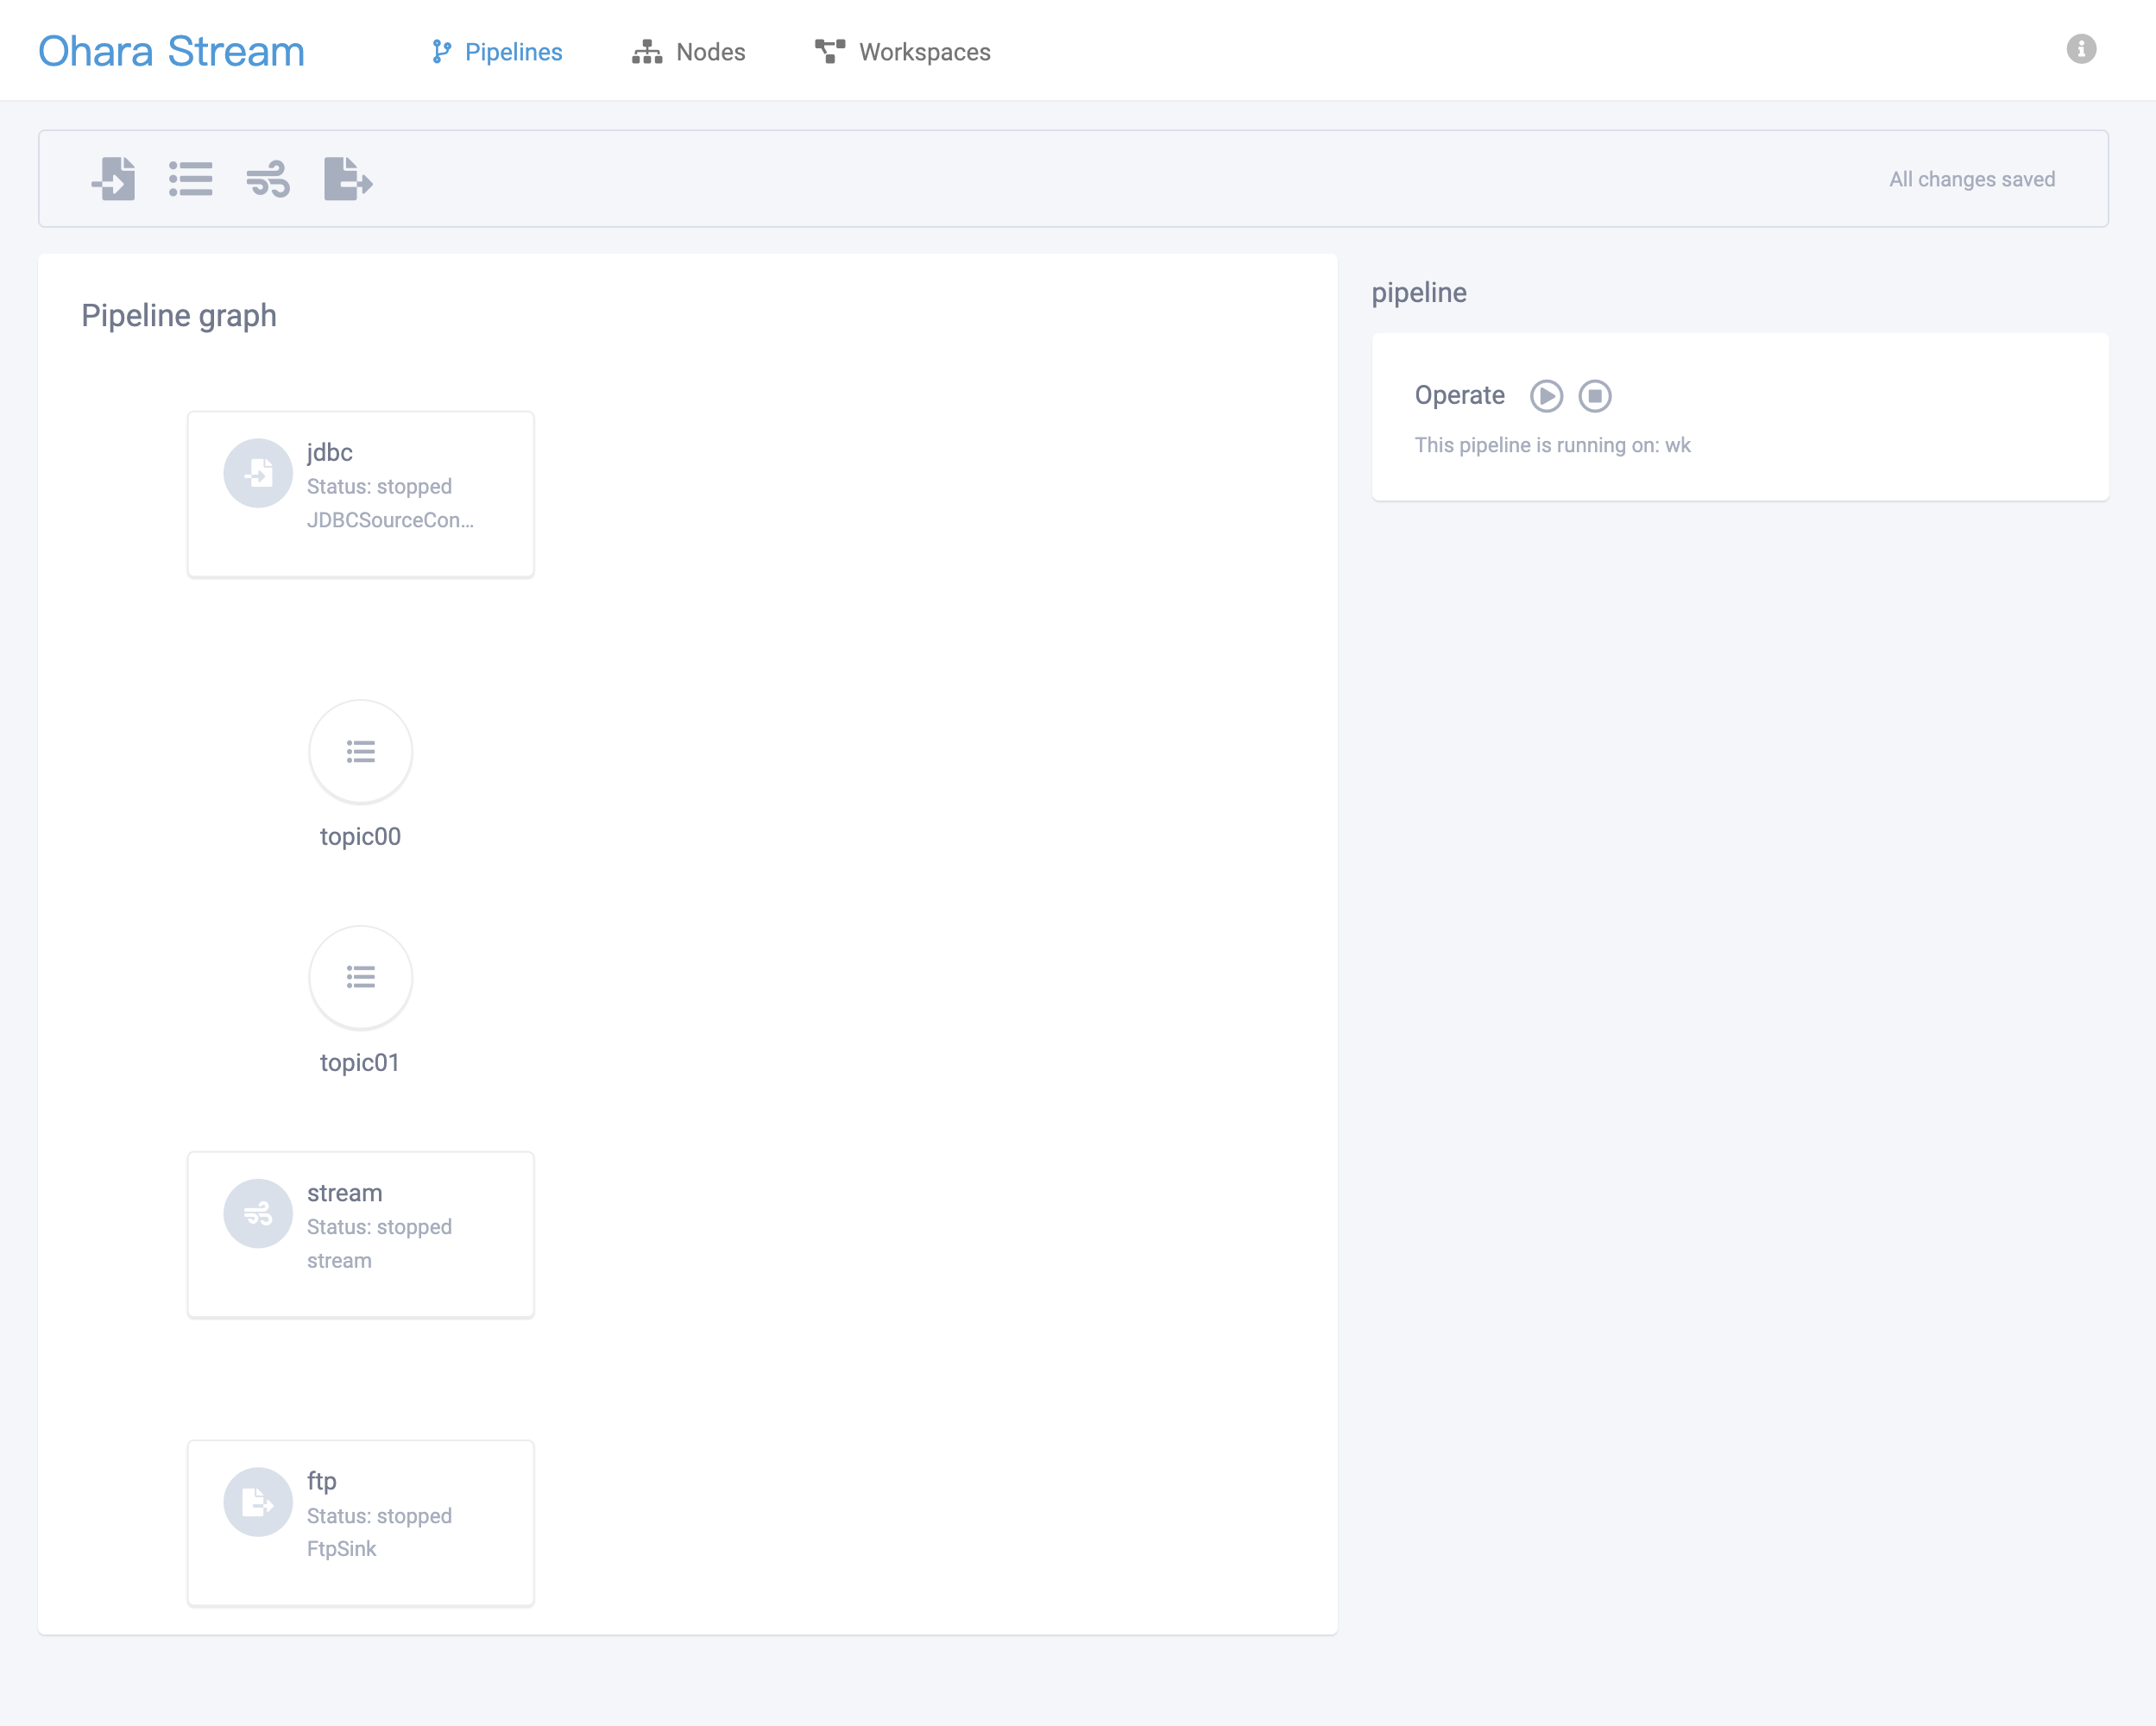 Ohara Stream
Pipelines
Nodes
Workspaces
All changes saved
Pipeline graph
jdbc
Status: stopped
JDBCSourceCon...
topic00
topic01
stream
Status: stopped
stream
ftp
Status: stopped
FtpSink
pipeline
Operate
This pipeline is running on: wk